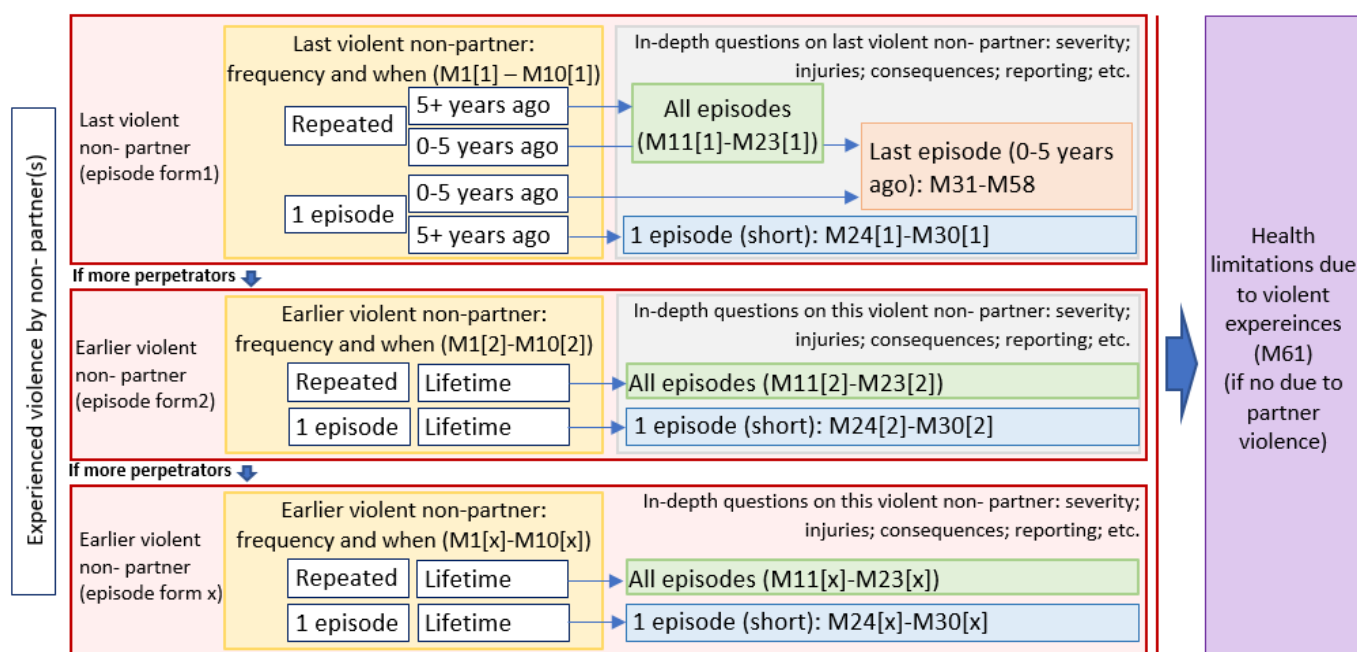 Experienced violence by non- partner(s)
Last violent
non- partner
(episode form1)
Last violent non-partner:
frequency and when (M1[1] – M10[1])
Repeated
5+ years ago
0-5 years ago
1 episode
0-5 years ago
5+ years ago
In-depth questions on last violent non- partner: severity;
injuries; consequences; reporting; etc.
All episodes
(M11[1]-M23[1])
Last episode (0-5 years
ago): M31-M58
1 episode (short): M24[1]-M30[1]
If more perpetrators
Earlier violent
non- partner
(episode form2)
Earlier violent non-partner:
frequency and when (M1[2]-M10[2])
Repeated
Lifetime
1 episode
Lifetime
In-depth questions on this violent non- partner: severity;
injuries; consequences; reporting; etc.
All episodes (M11[2]-M23[2])
1 episode (short): M24[2]-M30[2]
If more perpetrators
Earlier violent
non- partner
(episode form x)
Earlier violent non-partner:
frequency and when (M1[x]-M10[x])
Repeated
Lifetime
1 episode
Lifetime
In-depth questions on this violent non- partner: severity;
injuries; consequences; reporting; etc.
All episodes (M11[x]-M23[x])
1 episode (short): M24[x]-M30[x]
Health
limitations due
to violent
expereinces
(M61)
(if no due to
partner
violence)